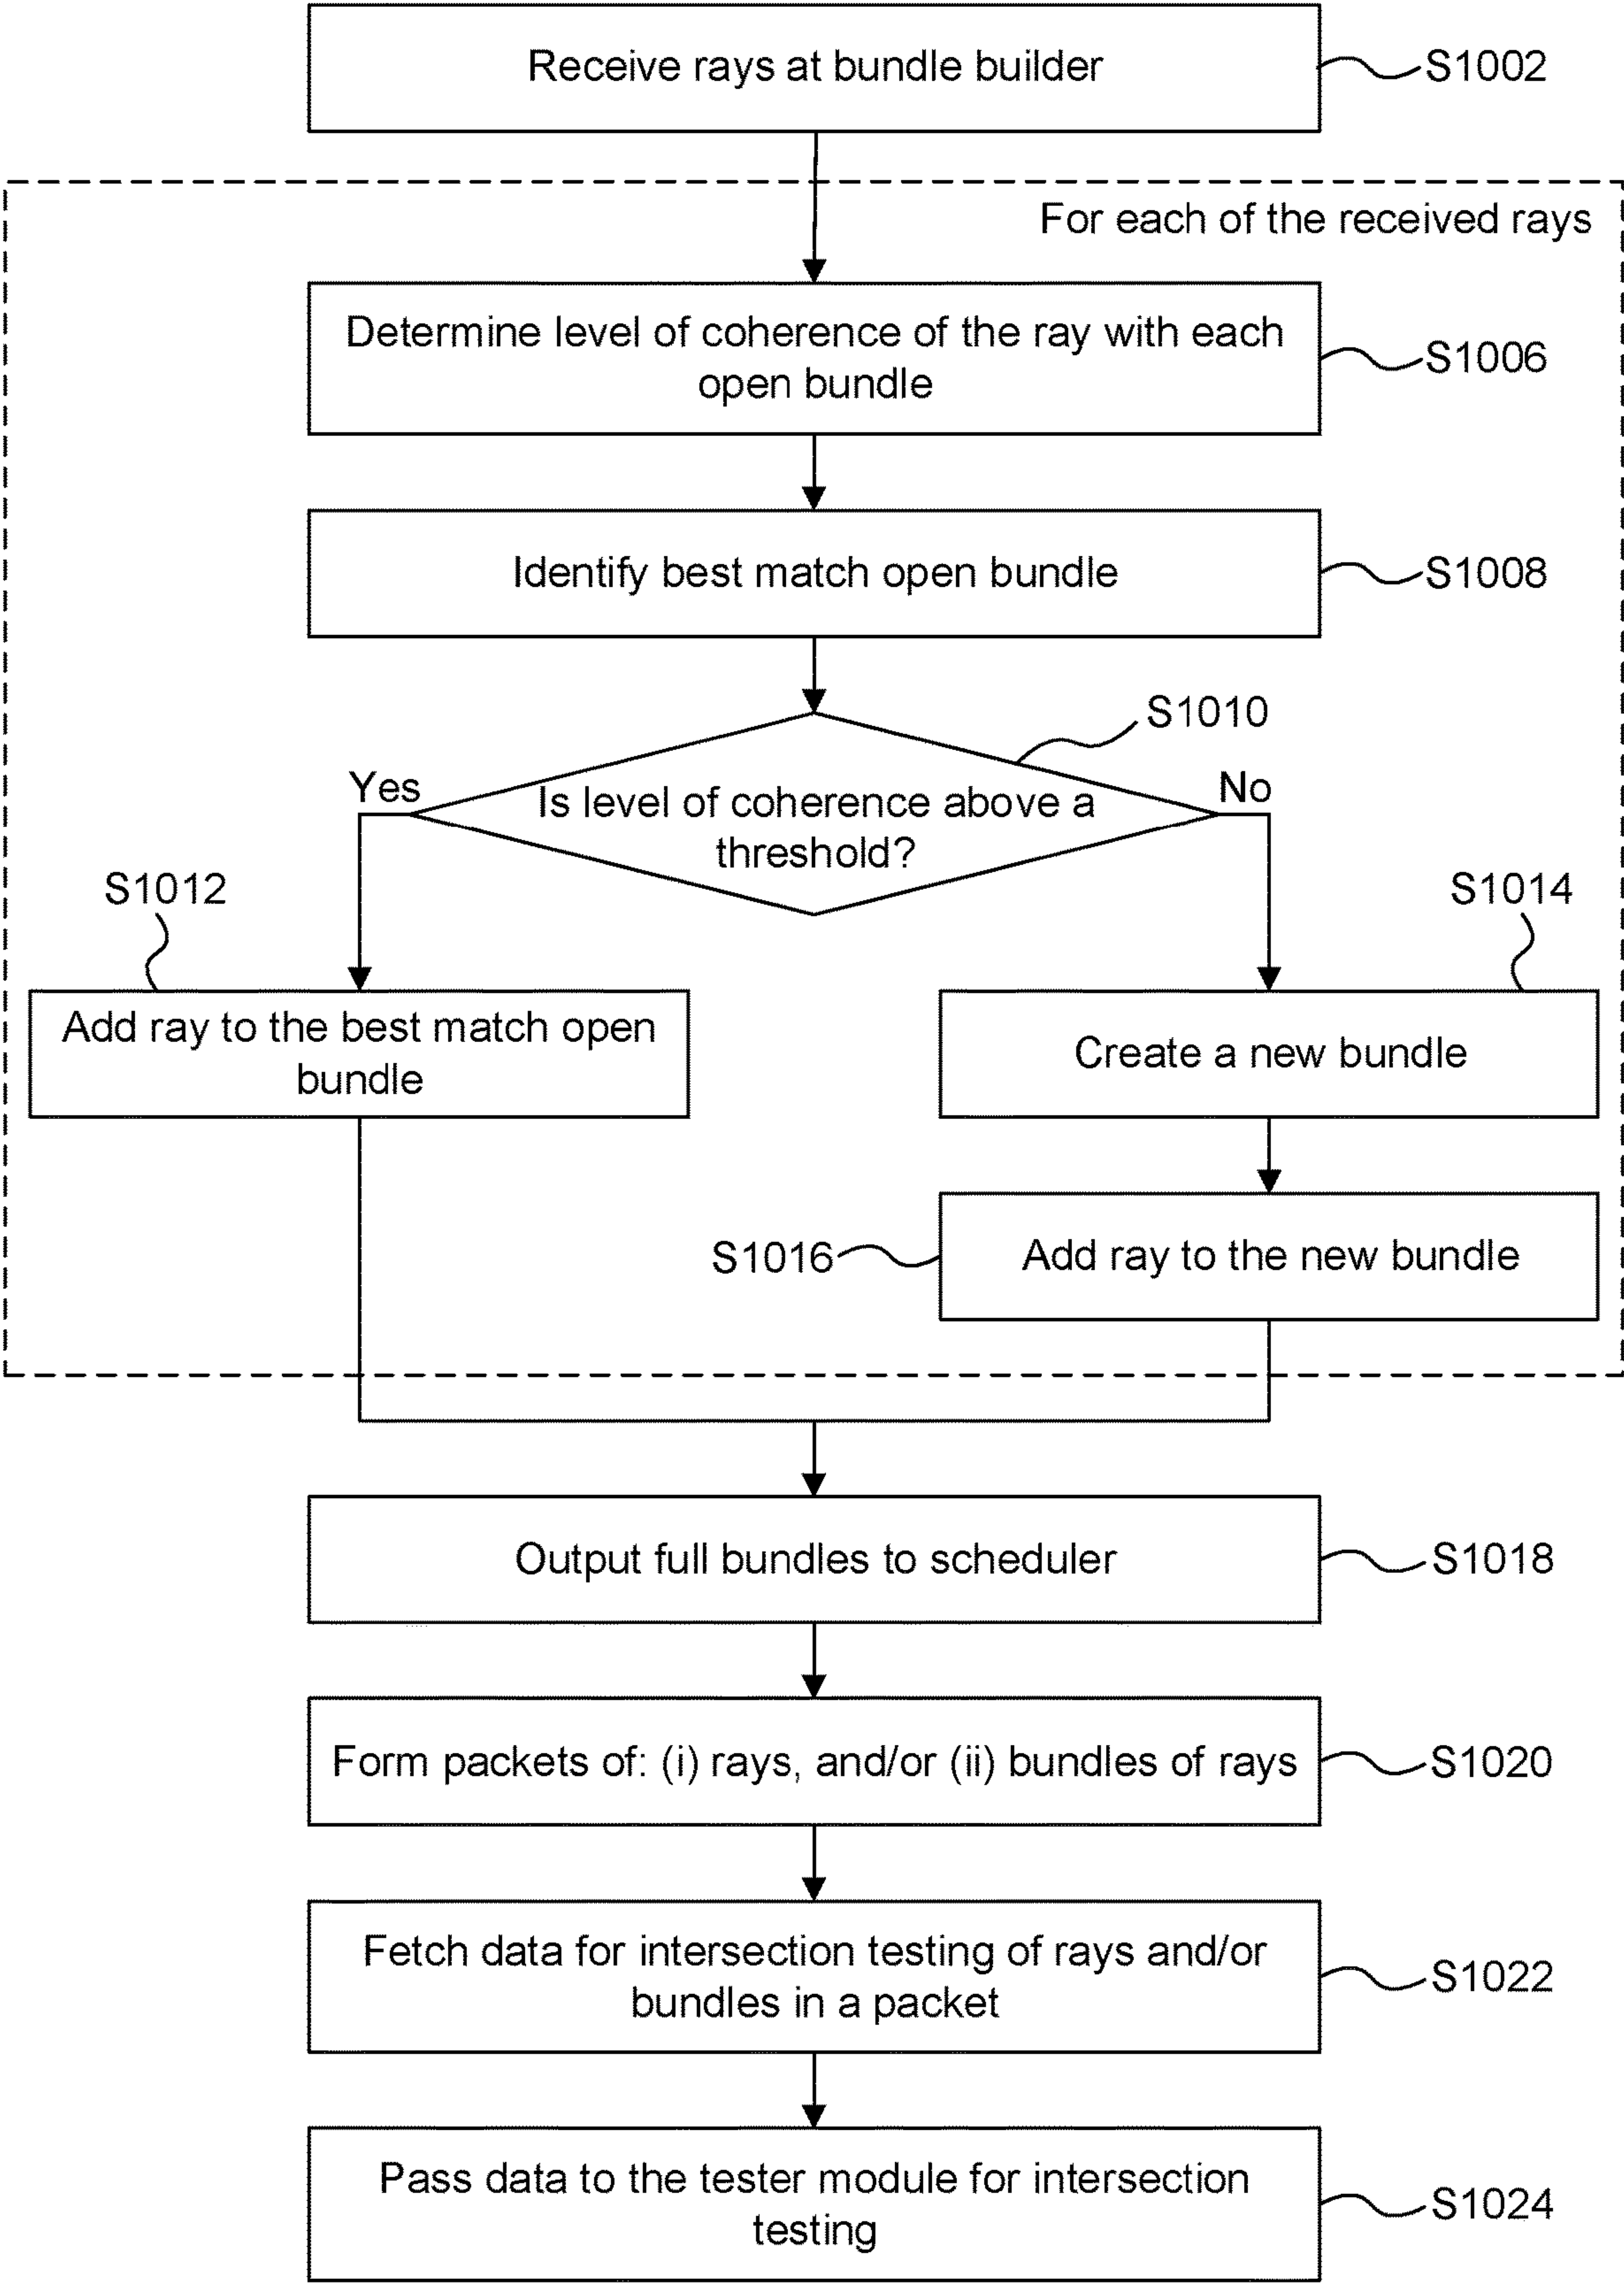 Receive rays at bundle builder
S1002
For each of the received rays
Determine level of coherence of the ray with each
open bundle
S1006
Identify best match open bundle
S1008
S1010
Yes
No
Is level of coherence above a
threshold?
S1012
S1014
Add ray to the best match open
bundle
Create a new bundle
S1016
Add ray to the new bundle
Output full bundles to scheduler
S1018
Form packets of: (i) rays, and/or (ii) bundles of rays
S1020
Fetch data for intersection testing of rays and/or
bundles in a packet
S1022
Pass data to the tester module for intersection
testing
S1024